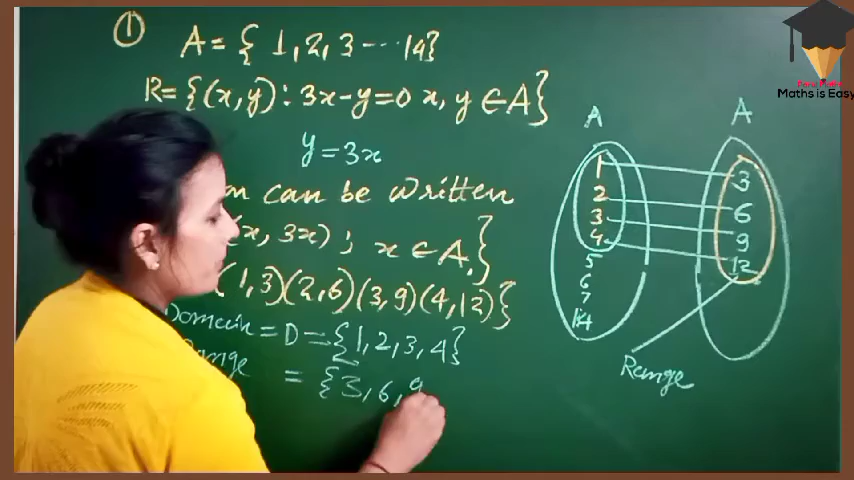 ①
A = { 1, 2, 3 --- 14}
R = {(x, y) : 3x - y = 0 x, y ∈ A}
y = 3x
can be written
x, 3x) ; x ∈ A,}
(1,3)(2,6)(3,9)(4,12)}
Domain = D = {1,2,3,4}
Range = {3, 6, 9
A
1
2
3
4
5
6
7
14
A
3
6
9
12
Range
Maths is Easy